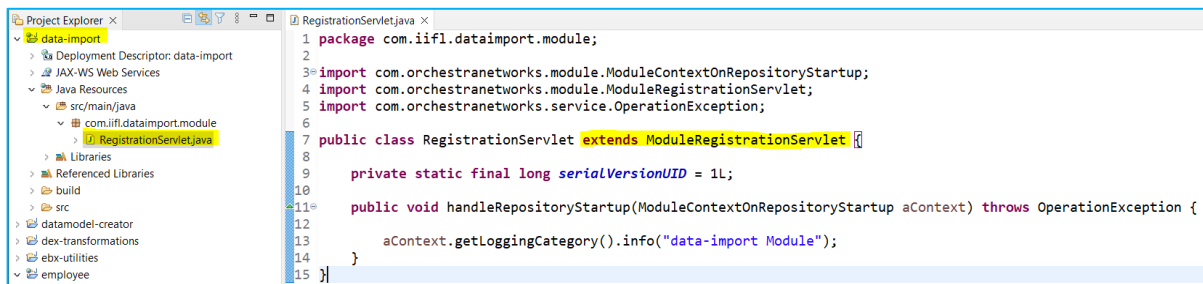 Project Explorer ×
data-import
Deployment Descriptor: data-import
JAX-WS Web Services
Java Resources
src/main/java
com.iifl.dataimport.module
RegistrationServlet.java
Libraries
Referenced Libraries
build
src
datamodel-creator
dex-transformations
ebx-utilities
employee
RegistrationServlet.java ×
1 package com.iifl.dataimport.module;
2
3 import com.orchestranetworks.module.ModuleContextOnRepositoryStartup;
4 import com.orchestranetworks.module.ModuleRegistrationServlet;
5 import com.orchestranetworks.service.OperationException;
6
7 public class RegistrationServlet extends ModuleRegistrationServlet {
8
9 private static final long serialVersionUID = 1L;
10
11 public void handleRepositoryStartup(ModuleContextOnRepositoryStartup aContext) throws OperationException {
12
13 aContext.getLoggingCategory().info("data-import Module");
14 }
15 }